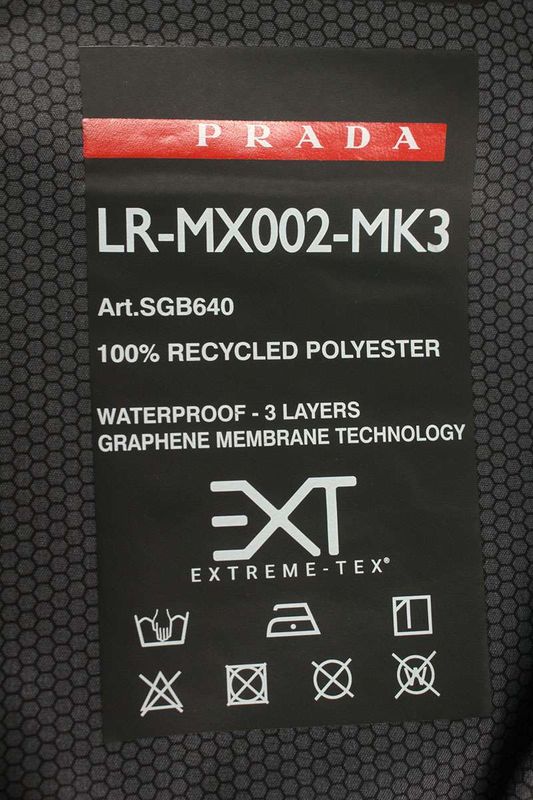 PRADA
LR-MX002-MK3
Art.SGB640
100% RECYCLED POLYESTER
WATERPROOF - 3 LAYERS
GRAPHENE MEMBRANE TECHNOLOGY
EXT
EXTREME-TEX®
W